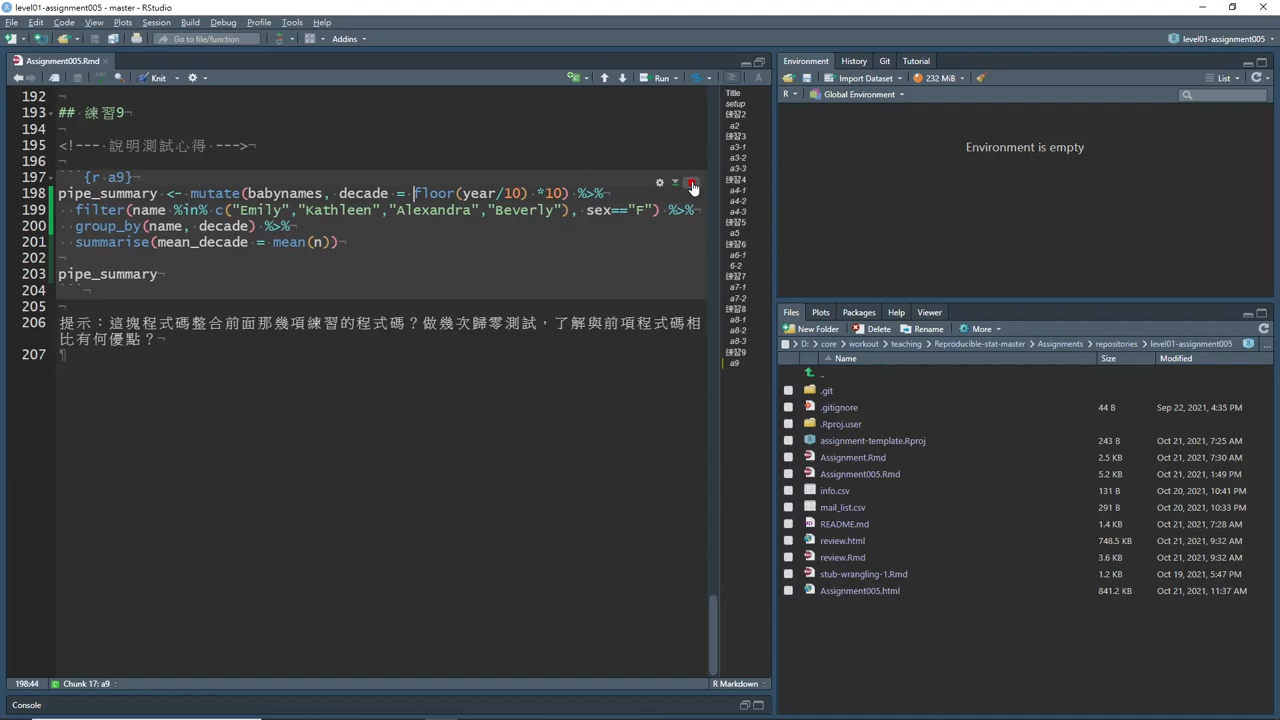 level01-assignment005 - master - RStudio
File Edit Code View Plots Session Build Debug Profile Tools Help
Go to file/function Addins level01-assignment005
Assignment005.Rmd
Knit Run
192
193 ## 練習9
194
195 <!--- 說明測試心得 --->
196
197 ```{r a9}
198 pipe_summary <- mutate(babynames, decade = floor(year/10) *10) %>%
199 filter(name %in% c("Emily","Kathleen","Alexandra","Beverly"), sex=="F") %>%
200 group_by(name, decade) %>%
201 summarise(mean_decade = mean(n))
202
203 pipe_summary
204 ```
205
206 提示：這塊程式碼整合前面那幾項練習的程式碼？做幾次歸零測試，了解與前項程式碼相
比有何優點？
207
198:44 Chunk 17: a9 R Markdown
Console
Title
setup
練習2
a2
練習3
a3-1
a3-2
a3-3
練習4
a4-1
a4-2
a4-3
練習5
a5
練習6
a6-1
6-2
練習7
a7-1
a7-2
練習8
a8-1
a8-2
a8-3
練習9
a9
Environment History Git Tutorial
Import Dataset 232 MiB List
R Global Environment
Environment is empty
Files Plots Packages Help Viewer
New Folder Delete Rename More
D: core workout teaching Reproducible-stat-master Assignments repositories level01-assignment005 ...
Name Size Modified
..
.git
.gitignore 44 B Sep 22, 2021, 4:35 PM
.Rproj.user
assignment-template.Rproj 243 B Oct 21, 2021, 7:25 AM
Assignment.Rmd 2.5 KB Oct 21, 2021, 7:30 AM
Assignment005.Rmd 5.2 KB Oct 21, 2021, 1:49 PM
info.csv 131 B Oct 20, 2021, 10:41 PM
mail_list.csv 291 B Oct 20, 2021, 10:33 PM
README.md 1.4 KB Oct 21, 2021, 7:28 AM
review.html 748.5 KB Oct 21, 2021, 9:32 AM
review.Rmd 3.6 KB Oct 21, 2021, 9:32 AM
stub-wrangling-1.Rmd 1.2 KB Oct 19, 2021, 5:47 PM
Assignment005.html 841.2 KB Oct 21, 2021, 11:37 AM